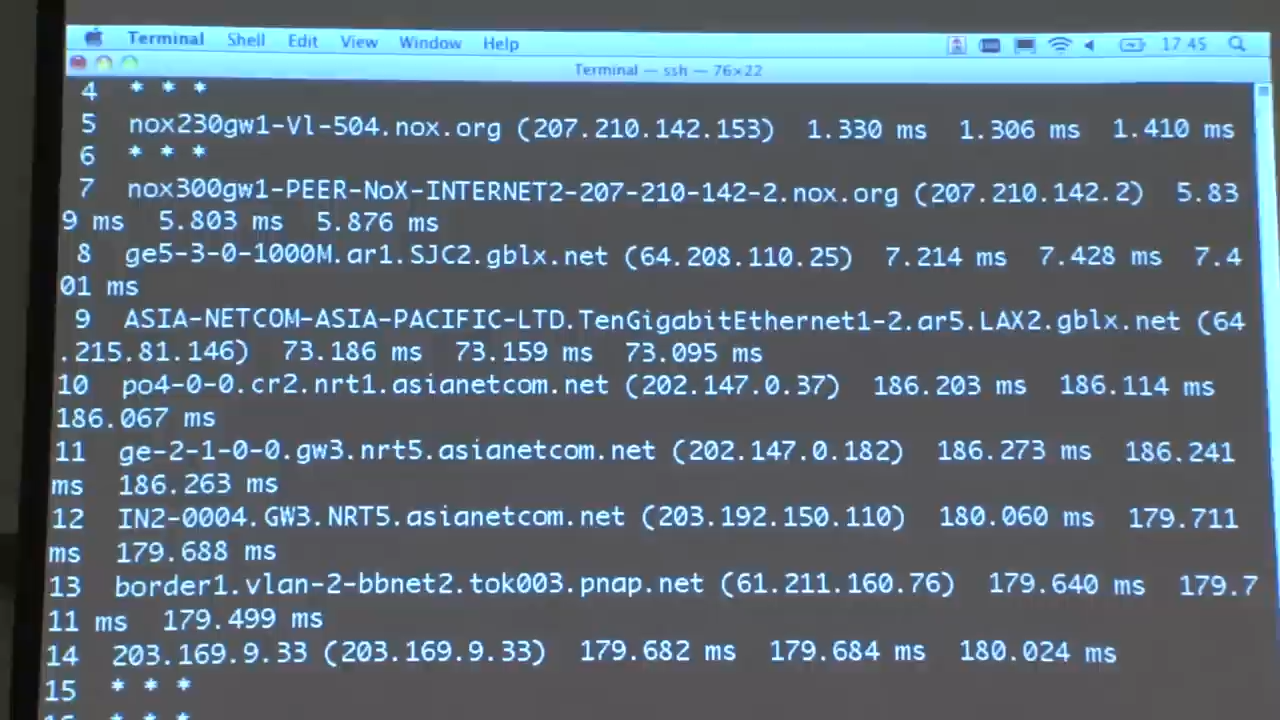 Terminal Shell Edit View Window Help 17 45
Terminal — ssh — 76×22
4 * * *
5 nox230gw1-Vl-504.nox.org (207.210.142.153) 1.330 ms 1.306 ms 1.410 ms
6 * * *
7 nox300gw1-PEER-NoX-INTERNET2-207-210-142-2.nox.org (207.210.142.2) 5.83
9 ms 5.803 ms 5.876 ms
8 ge5-3-0-1000M.ar1.SJC2.gblx.net (64.208.110.25) 7.214 ms 7.428 ms 7.4
01 ms
9 ASIA-NETCOM-ASIA-PACIFIC-LTD.TenGigabitEthernet1-2.ar5.LAX2.gblx.net (64
.215.81.146) 73.186 ms 73.159 ms 73.095 ms
10 po4-0-0.cr2.nrt1.asianetcom.net (202.147.0.37) 186.203 ms 186.114 ms
186.067 ms
11 ge-2-1-0-0.gw3.nrt5.asianetcom.net (202.147.0.182) 186.273 ms 186.241
ms 186.263 ms
12 IN2-0004.GW3.NRT5.asianetcom.net (203.192.150.110) 180.060 ms 179.711
ms 179.688 ms
13 border1.vlan-2-bbnet2.tok003.pnap.net (61.211.160.76) 179.640 ms 179.7
11 ms 179.499 ms
14 203.169.9.33 (203.169.9.33) 179.682 ms 179.684 ms 180.024 ms
15 * * *
16 * * *